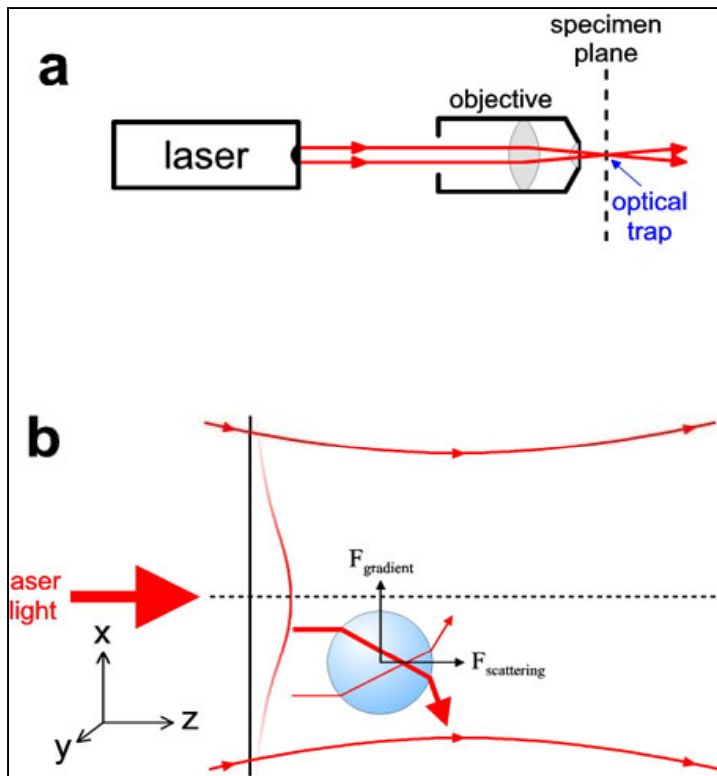 a
specimen
plane
objective
laser
optical
trap
b
F gradient
aser
light
F scattering
x
z
y